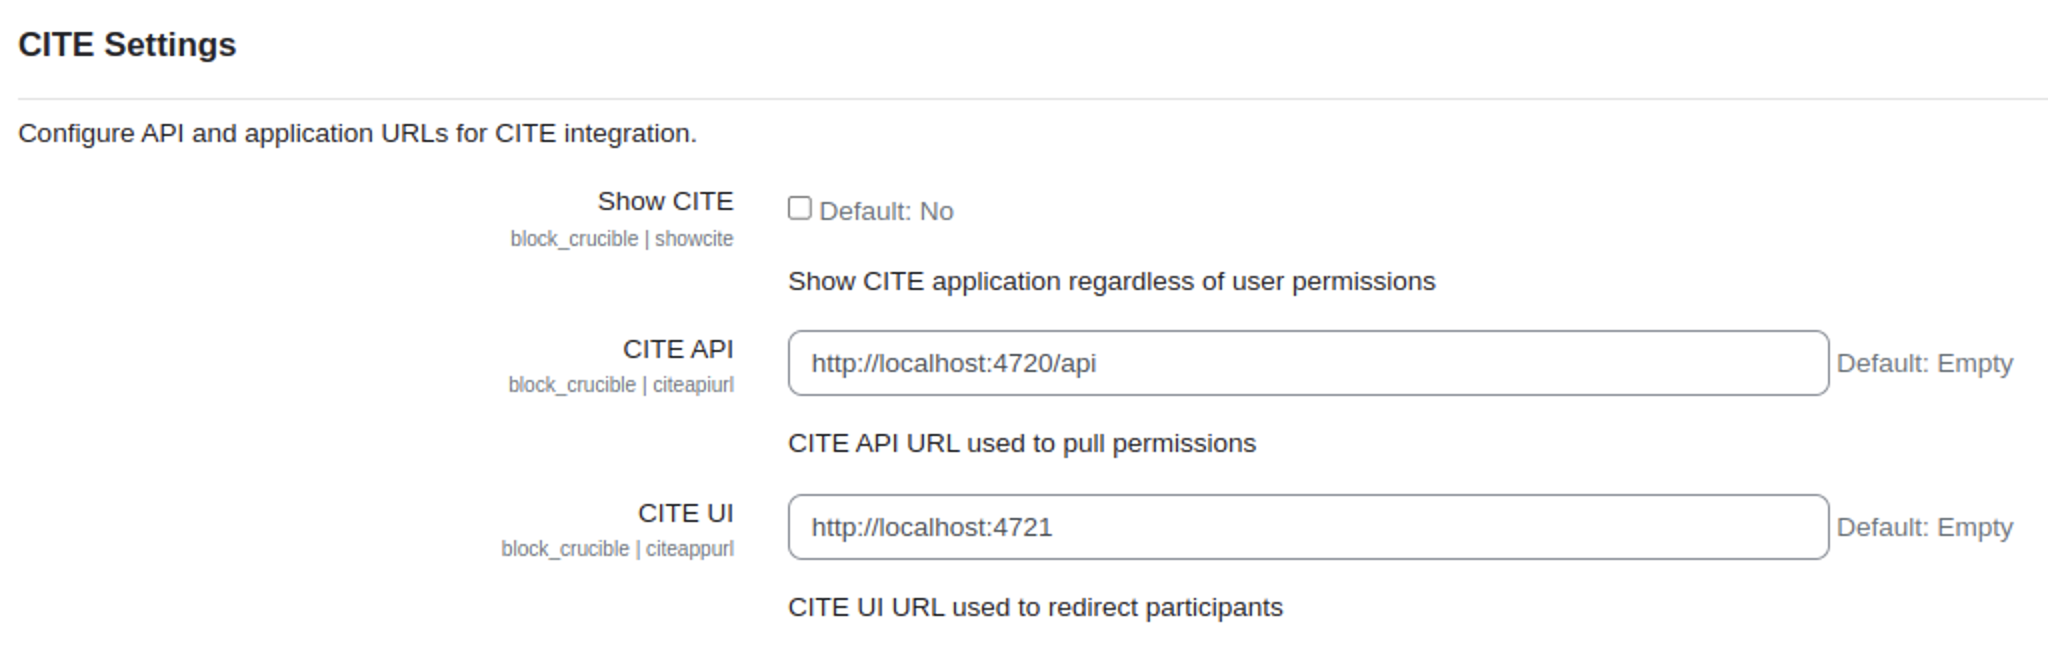 CITE Settings
Configure API and application URLs for CITE integration.
Show CITE
block_crucible | showcite
Default: No
Show CITE application regardless of user permissions
CITE API
block_crucible | citeapiurl
http://localhost:4720/api
Default: Empty
CITE API URL used to pull permissions
CITE UI
block_crucible | citeappurl
http://localhost:4721
Default: Empty
CITE UI URL used to redirect participants